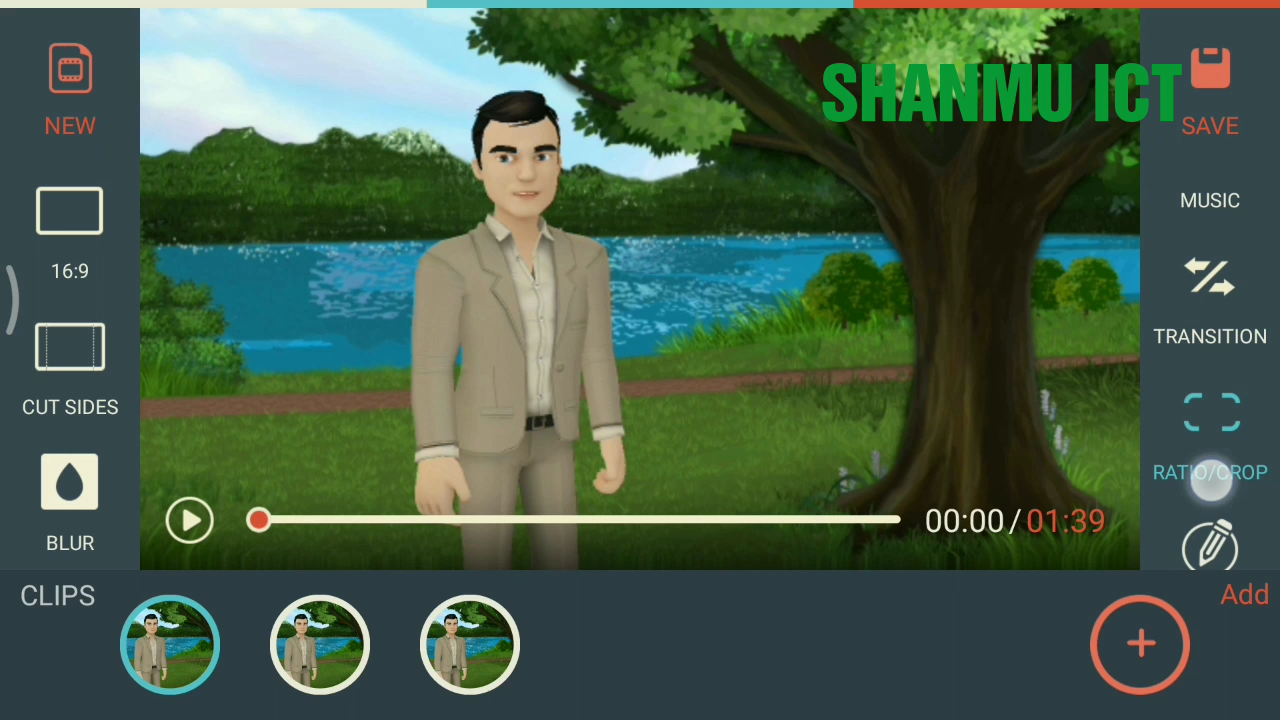 NEW
16:9
CUT SIDES
BLUR
SHANMU ICT
SAVE
MUSIC
TRANSITION
RATIO/CROP
00:00/01:39
CLIPS
Add